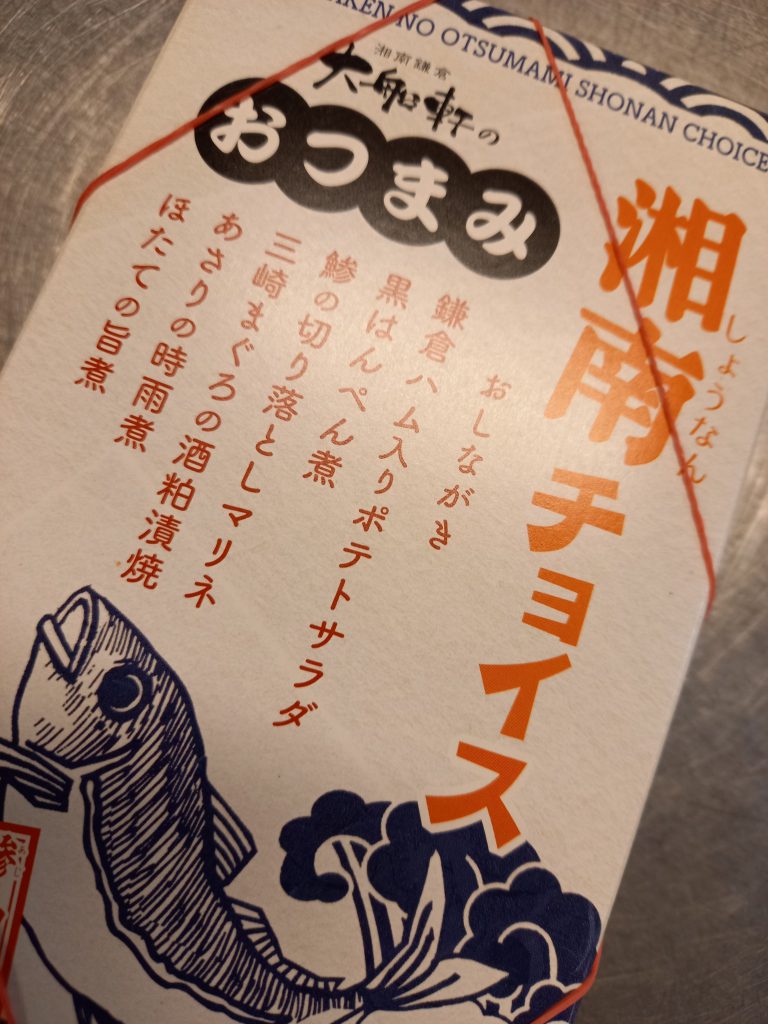 KEN NO OTSUMAMI SHONAN CHOICE
湘南鎌倉
大船軒の
おつまみ
湘南チョイス
しょうなん
おしながき
鎌倉ハム入りポテトサラダ
黒はんぺん煮
鯵の切り落としマリネ
三崎まぐろの酒粕漬焼
あさりの時雨煮
ほたての旨煮
鯵
あじ